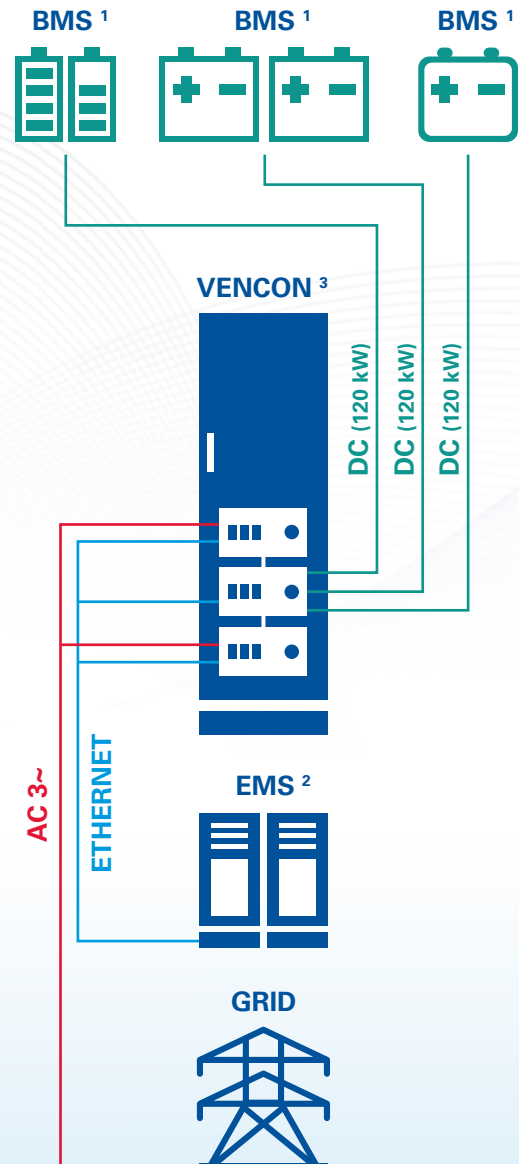 BMS ¹
BMS ¹
BMS ¹
VENCON ³
DC (120 kW)
DC (120 kW)
DC (120 kW)
AC 3~
ETHERNET
EMS ²
GRID